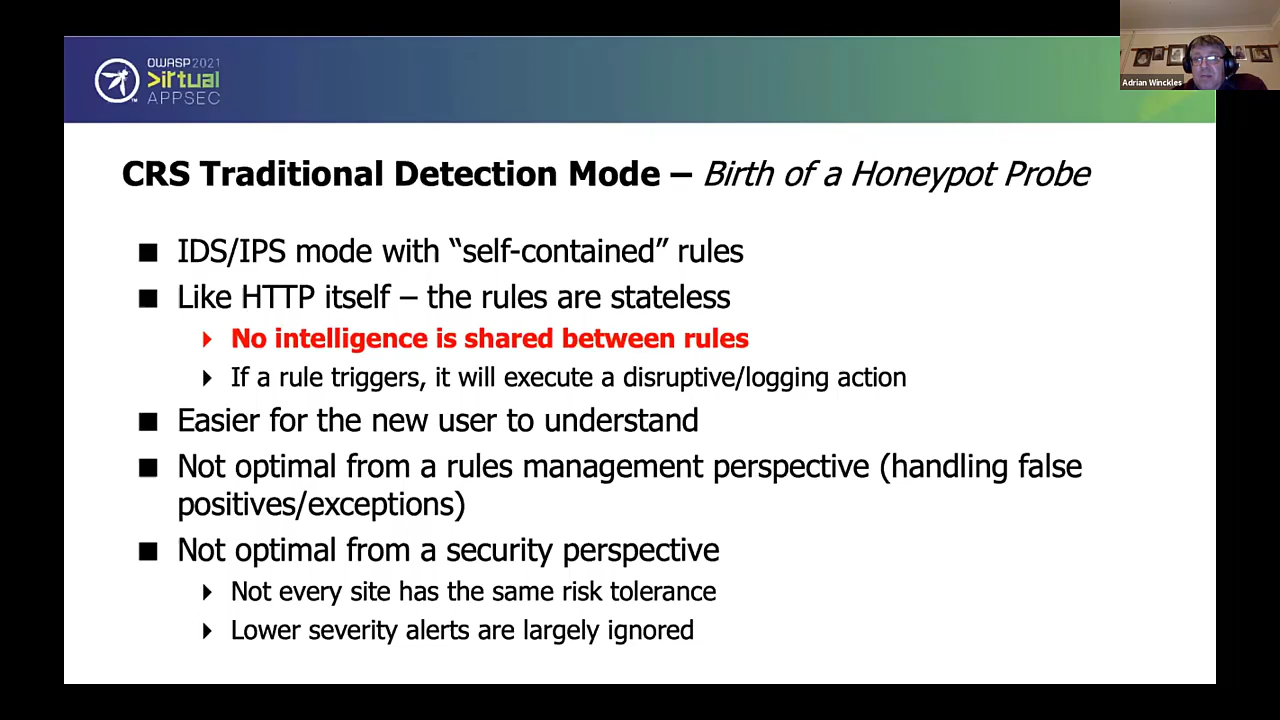 OWASP 2021
Virtual
APPSEC
Adrian Winckles
CRS Traditional Detection Mode – Birth of a Honeypot Probe
■ IDS/IPS mode with “self-contained” rules
■ Like HTTP itself – the rules are stateless
No intelligence is shared between rules
If a rule triggers, it will execute a disruptive/logging action
■ Easier for the new user to understand
■ Not optimal from a rules management perspective (handling false
positives/exceptions)
■ Not optimal from a security perspective
Not every site has the same risk tolerance
Lower severity alerts are largely ignored